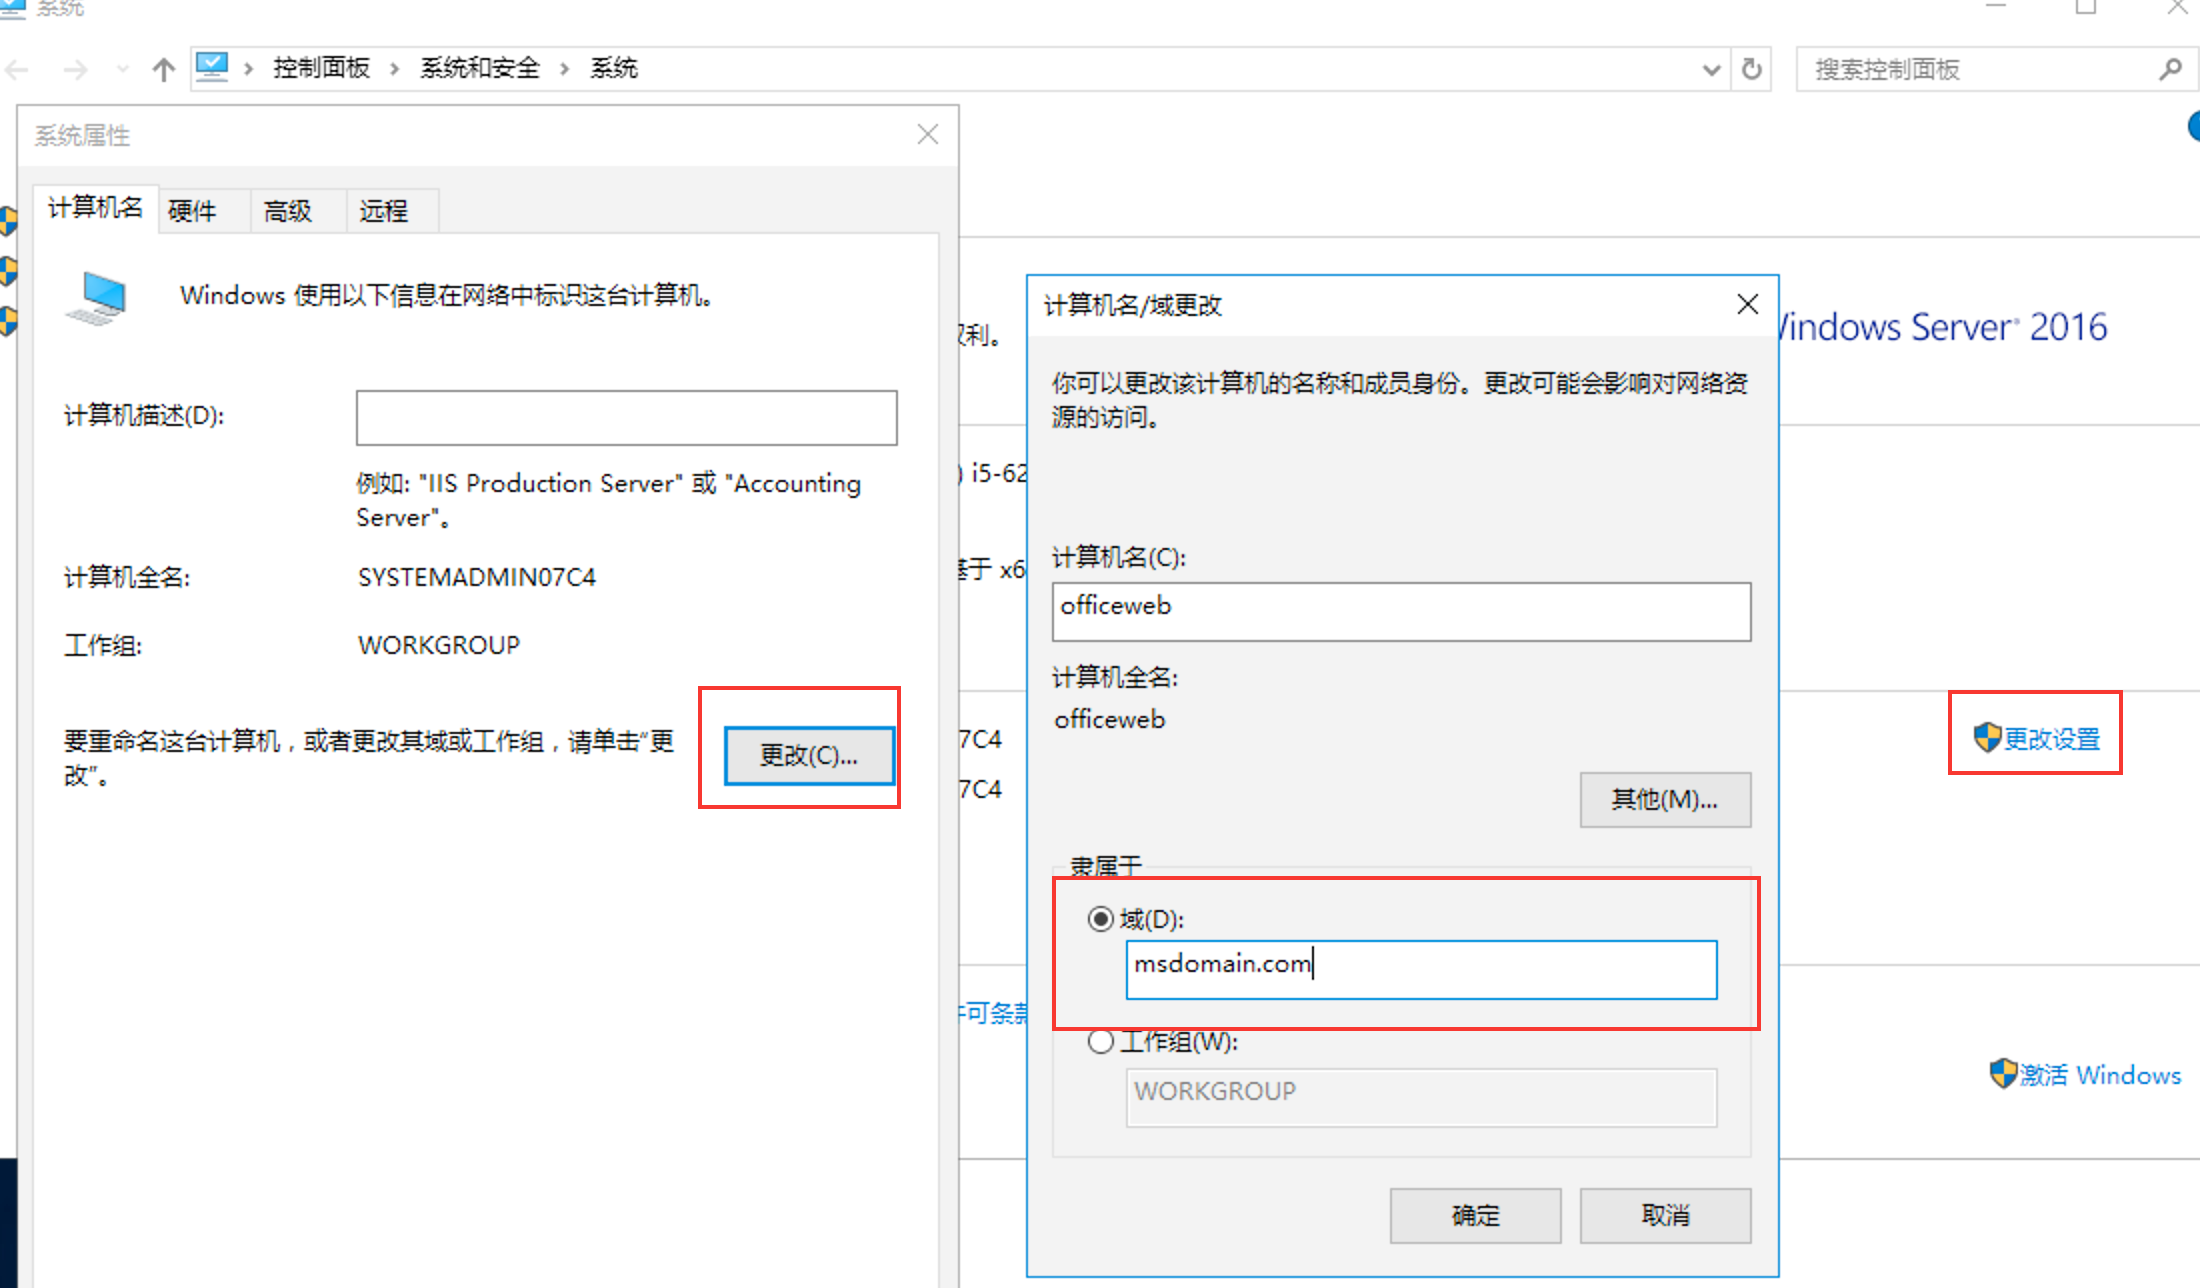 系统
控制面板 › 系统和安全 › 系统
搜索控制面板
系统属性
计算机名
硬件
高级
远程
Windows 使用以下信息在网络中标识这台计算机。
计算机描述(D):
例如: "IIS Production Server" 或 "Accounting
Server"。
计算机全名:
SYSTEMADMIN07C4
工作组:
WORKGROUP
要重命名这台计算机，或者更改其域或工作组，请单击"更
改"。
更改(C)...
权利。
) i5-62
基于 x6
7C4
7C4
可条款
计算机名/域更改
你可以更改该计算机的名称和成员身份。更改可能会影响对网络资
源的访问。
计算机名(C):
officeweb
计算机全名:
officeweb
其他(M)...
隶属于
域(D):
msdomain.com
工作组(W):
WORKGROUP
确定
取消
Windows Server® 2016
更改设置
激活 Windows